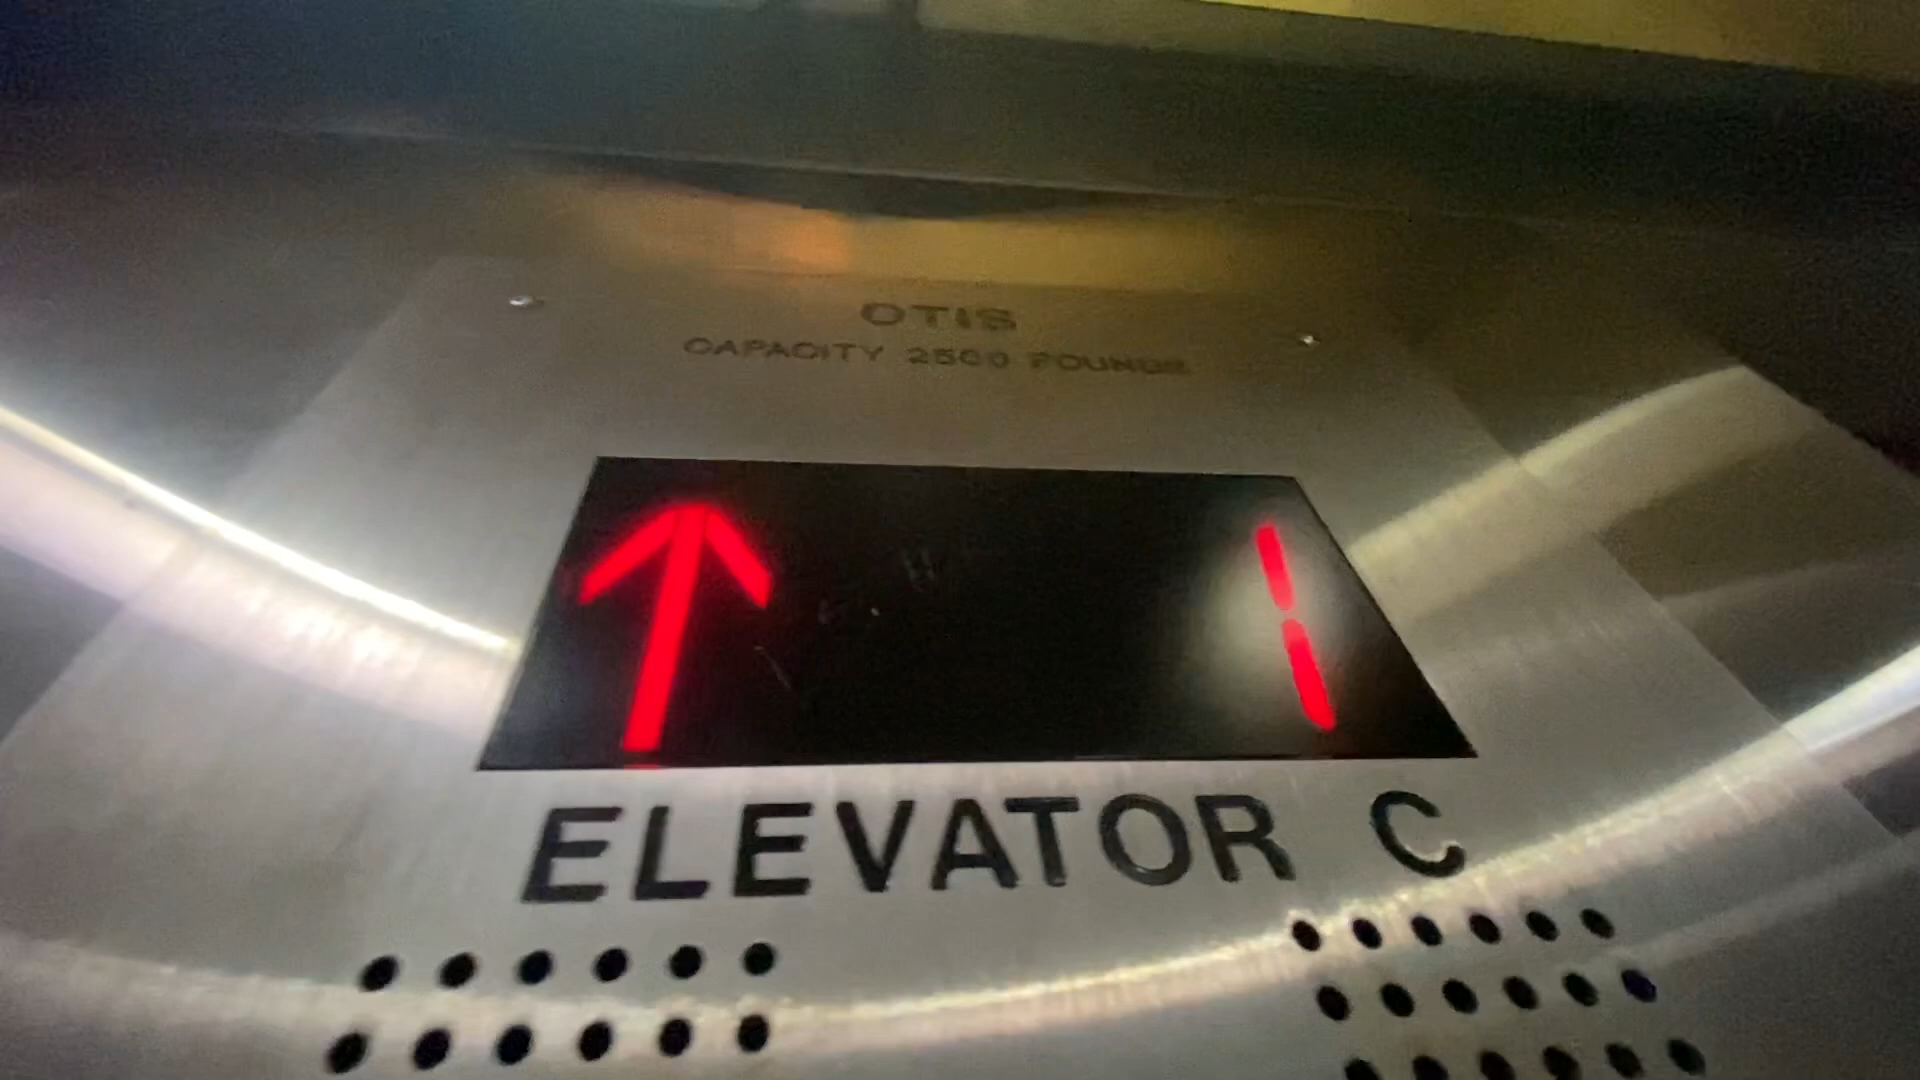 OTIS
CAPACITY 2500 POUNDS
↑ 1
ELEVATOR C